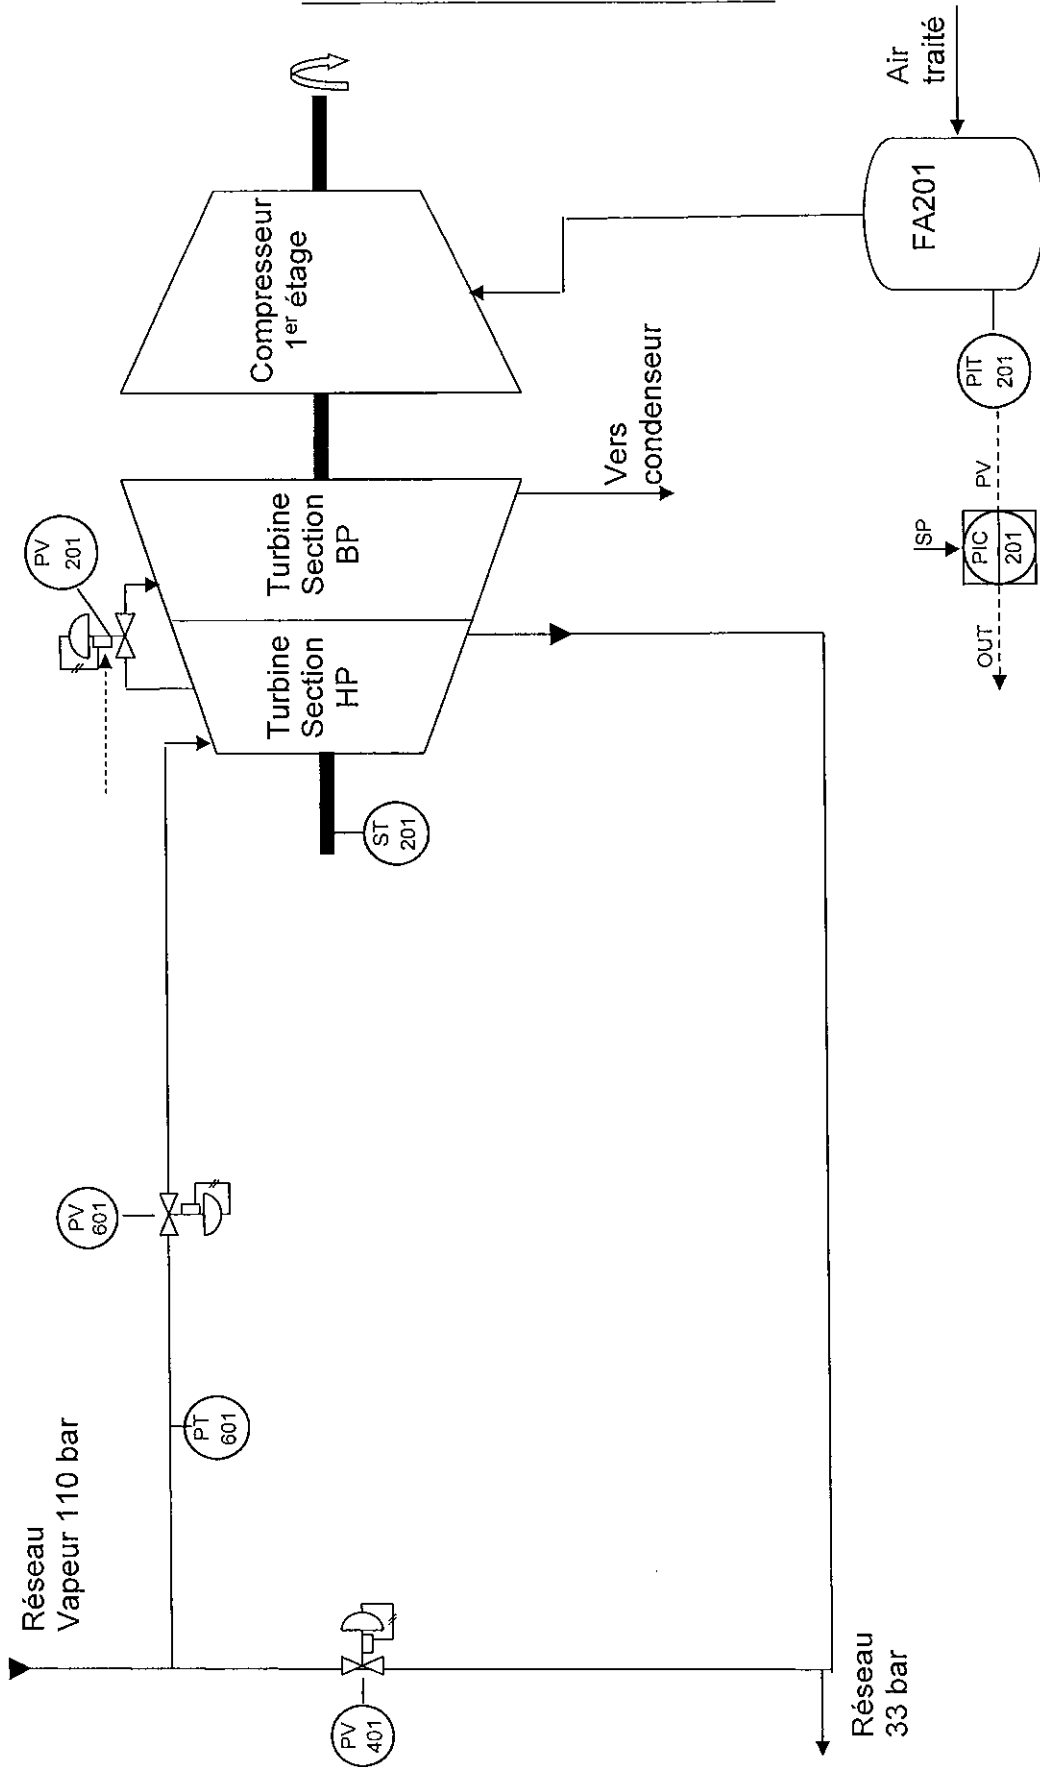 Réseau
Vapeur 110 bar
PV
401
PT
601
PV
601
Réseau
33 bar
ST
201
PV
201
Turbine
Section
HP
Turbine
Section
BP
Compresseur
1er étage
Vers
condenseur
OUT
SP
PIC
201
PV
PIT
201
FA201
Air
traité